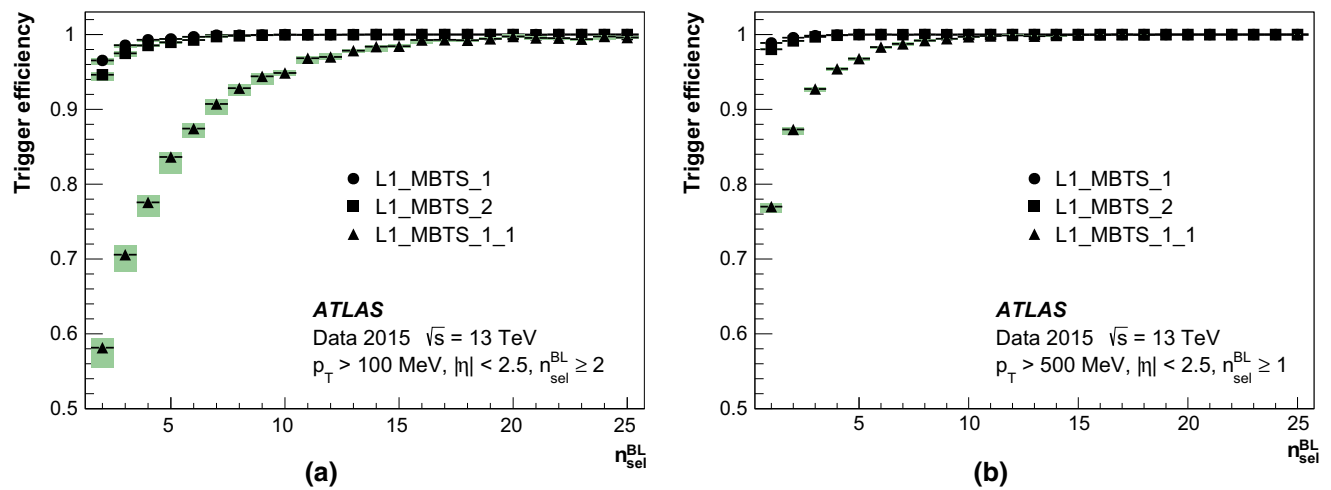 Trigger efficiency
1
0.9
0.8
0.7
0.6
0.5
L1_MBTS_1
L1_MBTS_2
L1_MBTS_1_1
ATLAS
Data 2015 √s = 13 TeV
p_T > 100 MeV, |η| < 2.5, n_sel^BL ≥ 2
5 10 15 20 25
n_sel^BL
(a)
Trigger efficiency
1
0.9
0.8
0.7
0.6
0.5
L1_MBTS_1
L1_MBTS_2
L1_MBTS_1_1
ATLAS
Data 2015 √s = 13 TeV
p_T > 500 MeV, |η| < 2.5, n_sel^BL ≥ 1
5 10 15 20 25
n_sel^BL
(b)